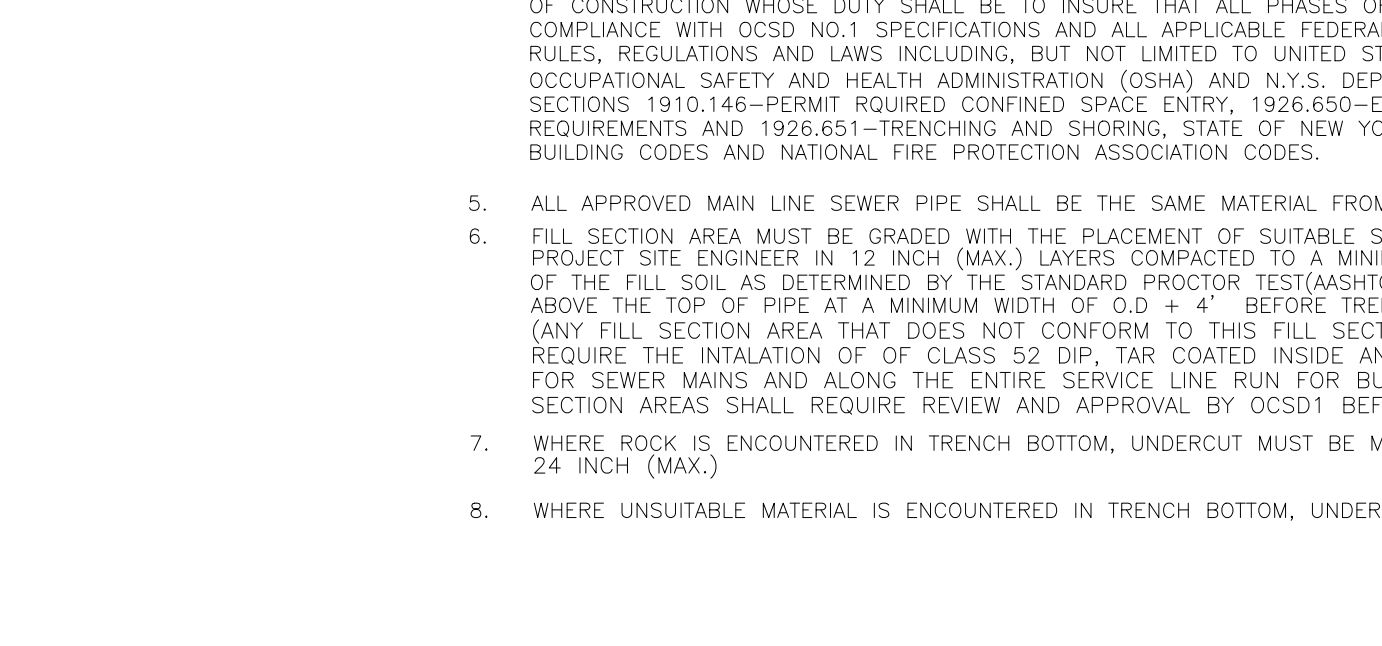 OF CONSTRUCTION WHOSE DUTY SHALL BE TO INSURE THAT ALL PHASES
COMPLIANCE WITH OCSD NO.1 SPECIFICATIONS AND ALL APPLICABLE FEDERA
RULES, REGULATIONS AND LAWS INCLUDING, BUT NOT LIMITED TO UNITED ST
OCCUPATIONAL SAFETY AND HEALTH ADMINISTRATION (OSHA) AND N.Y.S. DEP
SECTIONS 1910.146-PERMIT RQUIRED CONFINED SPACE ENTRY, 1926.650-E
REQUIREMENTS AND 1926.651-TRENCHING AND SHORING, STATE OF NEW YO
BUILDING CODES AND NATIONAL FIRE PROTECTION ASSOCIATION CODES.
5. ALL APPROVED MAIN LINE SEWER PIPE SHALL BE THE SAME MATERIAL FROM
6. FILL SECTION AREA MUST BE GRADED WITH THE PLACEMENT OF SUITABLE S
PROJECT SITE ENGINEER IN 12 INCH (MAX.) LAYERS COMPACTED TO A MINI
OF THE FILL SOIL AS DETERMINED BY THE STANDARD PROCTOR TEST(AASHTO
ABOVE THE TOP OF PIPE AT A MINIMUM WIDTH OF O.D + 4' BEFORE TRE
(ANY FILL SECTION AREA THAT DOES NOT CONFORM TO THIS FILL SECT
REQUIRE THE INTALATION OF OF CLASS 52 DIP, TAR COATED INSIDE AN
FOR SEWER MAINS AND ALONG THE ENTIRE SERVICE LINE RUN FOR BU
SECTION AREAS SHALL REQUIRE REVIEW AND APPROVAL BY OCSD1 BEF
7. WHERE ROCK IS ENCOUNTERED IN TRENCH BOTTOM, UNDERCUT MUST BE M
24 INCH (MAX.)
8. WHERE UNSUITABLE MATERIAL IS ENCOUNTERED IN TRENCH BOTTOM, UNDER